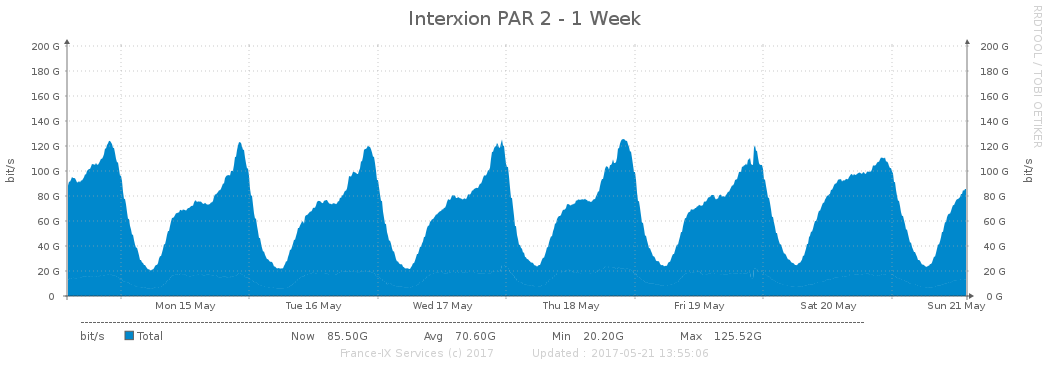 Interxion PAR 2 - 1 Week
RRDTOOL / TOBI OETIKER
200 G 200 G
180 G 180 G
160 G 160 G
140 G 140 G
120 G 120 G
100 G 100 G
80 G 80 G
60 G 60 G
40 G 40 G
20 G 20 G
0 0 G
bit/s bit/s
Mon 15 May Tue 16 May Wed 17 May Thu 18 May Fri 19 May Sat 20 May Sun 21 May
bit/s Total Now 85.50G Avg 70.60G Min 20.20G Max 125.52G
France-IX Services (c) 2017 Updated : 2017-05-21 13:55:06